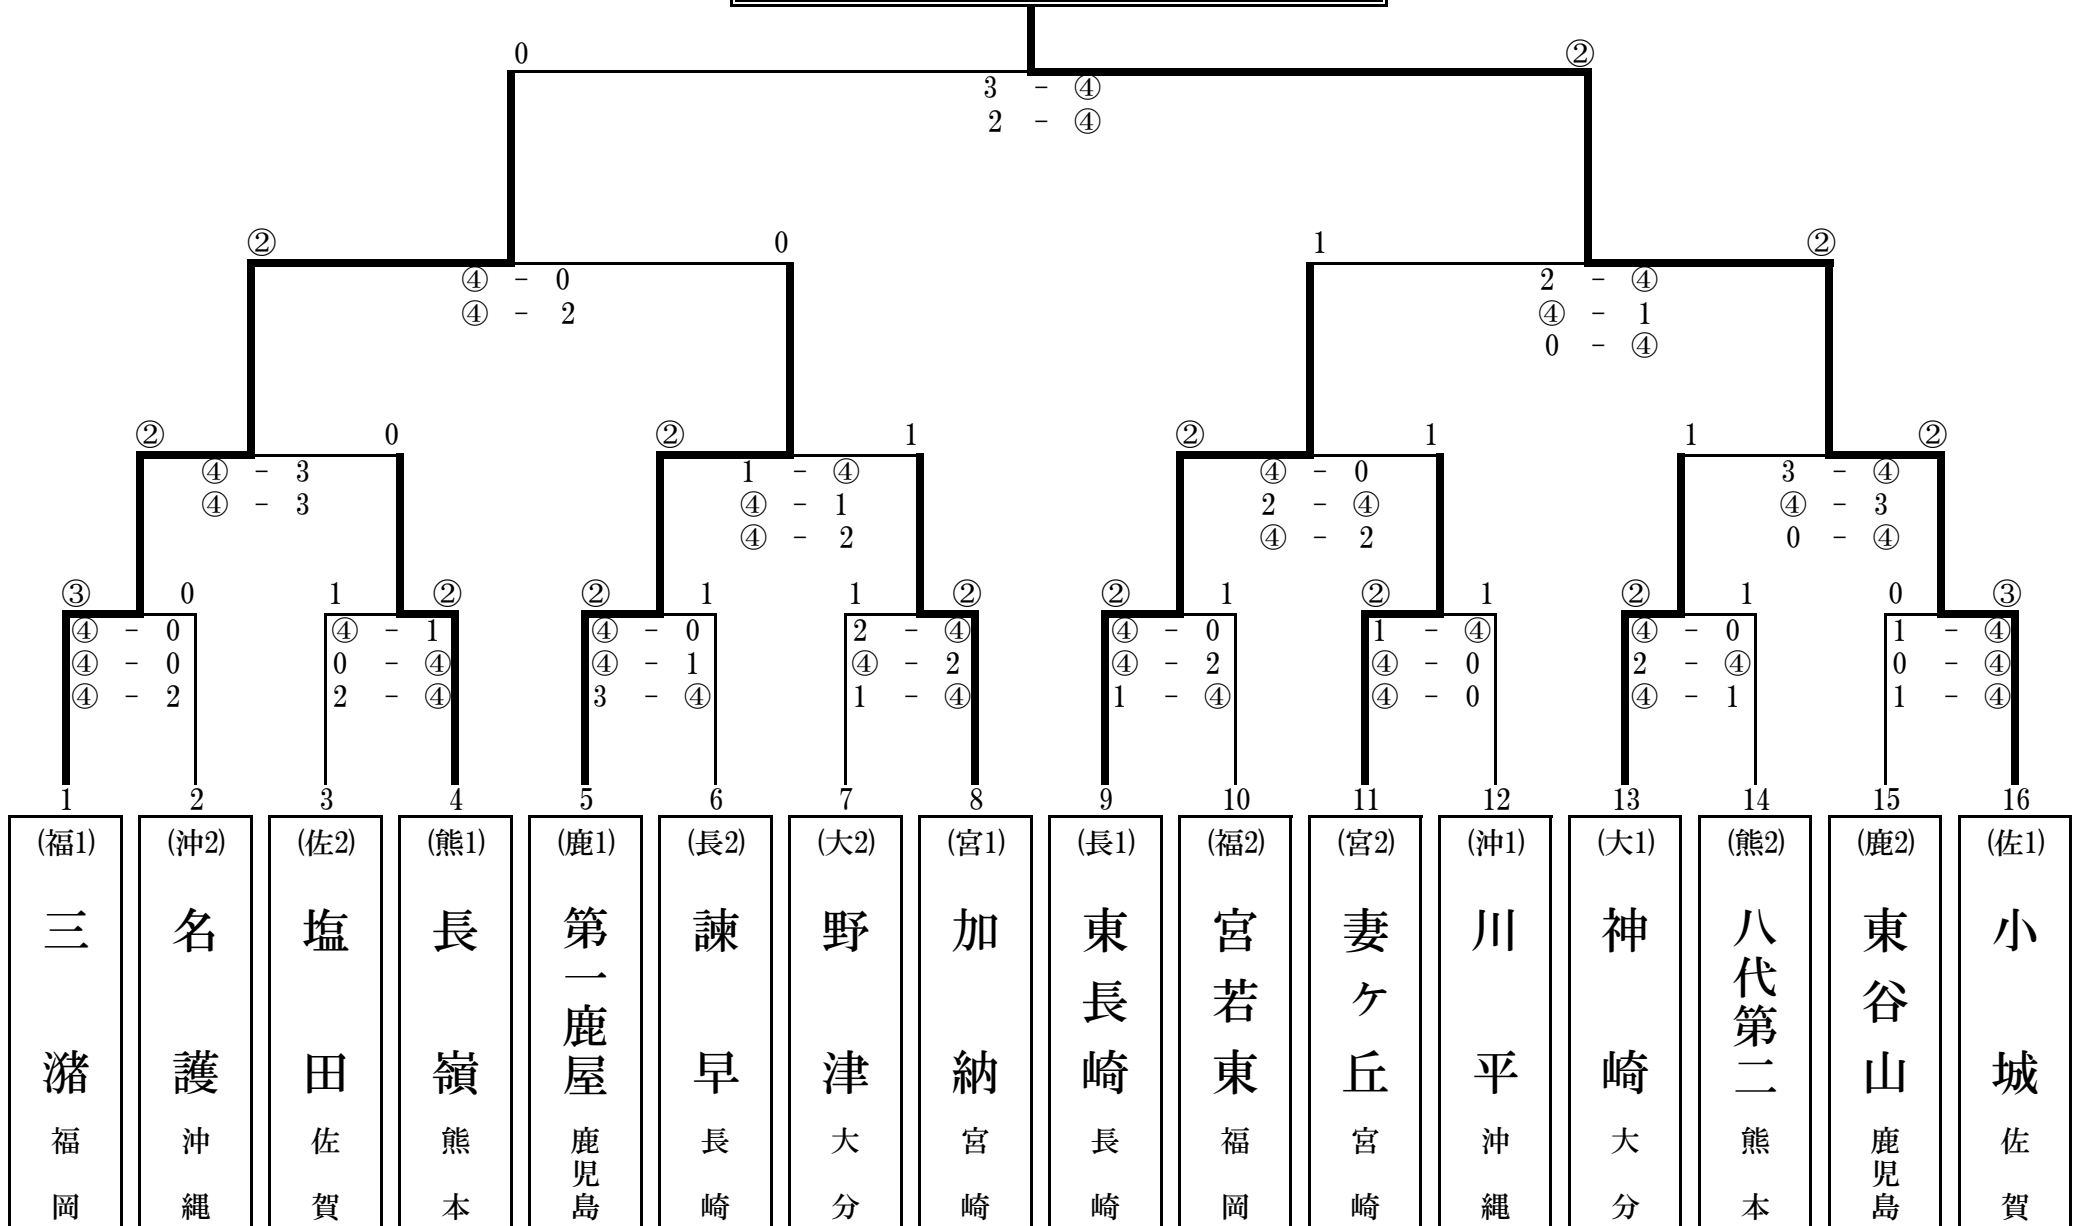 0 ②
3 - ④
2 - ④
② 0 1 ②
④ - 0 2 - ④
④ - 2 ④ - 1
0 - ④
② 0 ② 1 ② 1 1 ②
④ - 3 1 - ④ ④ - 0 3 - ④
④ - 3 ④ - 1 2 - ④ ④ - 3
④ - 2 ④ - 2 0 - ④
③ 0 1 ② ② 1 1 ② ② 1 ② 1 ② 1 0 ③
④ - 0 ④ - 1 ④ - 0 2 - ④ ④ - 0 1 - ④ ④ - 0 1 - ④
④ - 0 0 - ④ ④ - 1 ④ - 2 ④ - 2 ④ - 0 2 - ④ 0 - ④
④ - 2 2 - ④ 3 - ④ 1 - ④ 1 - ④ ④ - 0 ④ - 1 1 - ④
1 2 3 4 5 6 7 8 9 10 11 12 13 14 15 16
(福1) (沖2) (佐2) (熊1) (鹿1) (長2) (大2) (宮1) (長1) (福2) (宮2) (沖1) (大1) (熊2) (鹿2) (佐1)
三潴
名護
塩田
長嶺
第一鹿屋
諫早
野津
加納
東長崎
宮若東
妻ケ丘
川平
神崎
八代第二
東谷山
小城
福岡
沖縄
佐賀
熊本
鹿児島
長崎
大分
宮崎
長崎
福岡
宮崎
沖縄
大分
熊本
鹿児島
佐賀